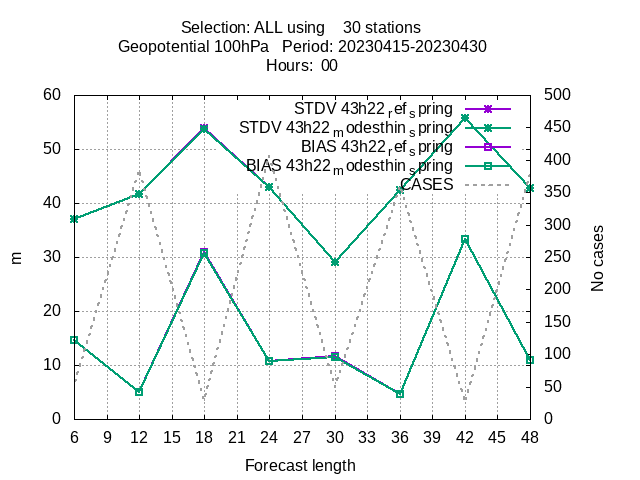 Selection: ALL using    30 stations
Geopotential 100hPa   Period: 20230415-20230430
Hours:  00
60
50
40
30
20
10
0
m
STDV 43h22_ref_spring
STDV 43h22_modesthin_spring
BIAS 43h22_ref_spring
BIAS 43h22_modesthin_spring
CASES
500
450
400
350
300
250
200
150
100
50
0
No cases
6 9 12 15 18 21 24 27 30 33 36 39 42 45 48
Forecast length